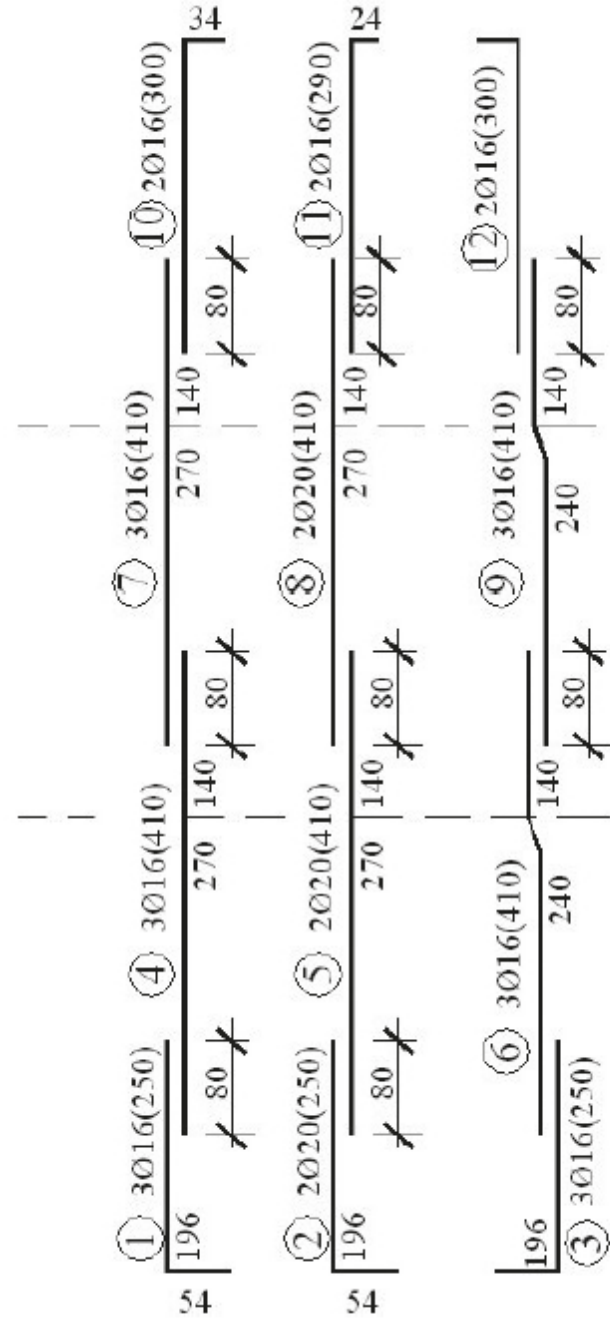 ① 3Ø16(250)
196
54
80
④ 3Ø16(410)
270
140
80
⑦ 3Ø16(410)
270
140
80
⑩ 2Ø16(300)
34
② 2Ø20(250)
196
54
80
⑤ 2Ø20(410)
270
140
80
⑧ 2Ø20(410)
270
140
80
⑪ 2Ø16(290)
24
196
③ 3Ø16(250)
⑥ 3Ø16(410)
240
140
80
⑨ 3Ø16(410)
240
140
80
⑫ 2Ø16(300)